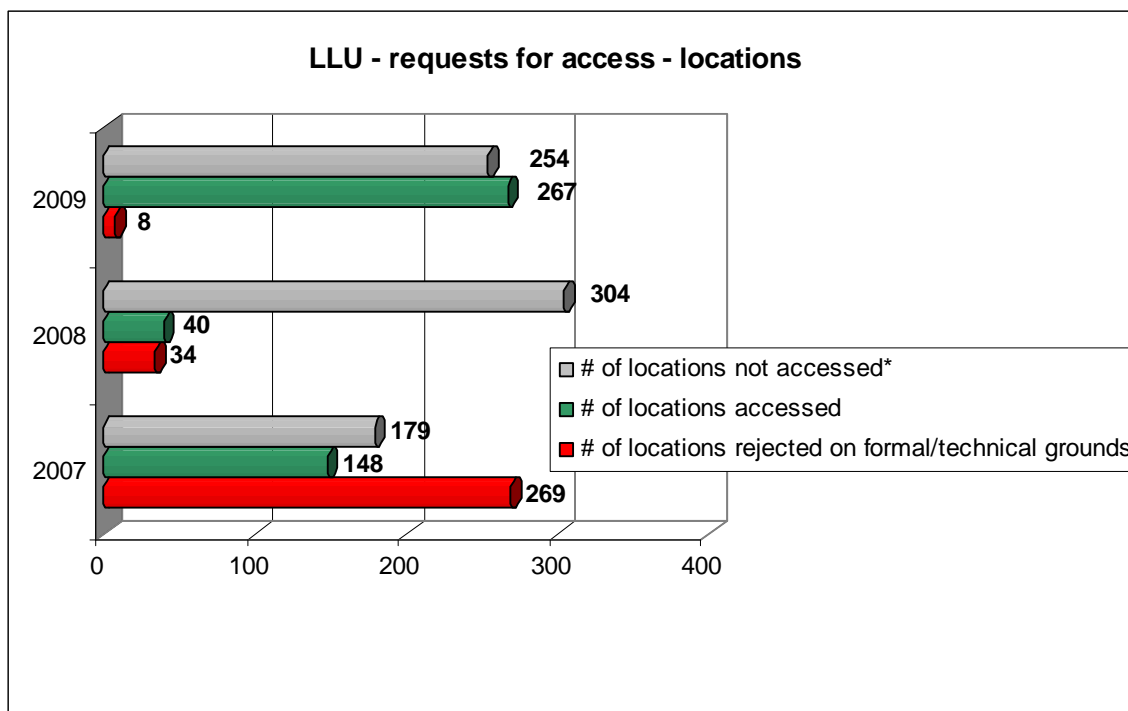 LLU - requests for access - locations
2009
254
267
8
2008
304
40
34
2007
179
148
269
# of locations not accessed*
# of locations accessed
# of locations rejected on formal/technical grounds
0 100 200 300 400